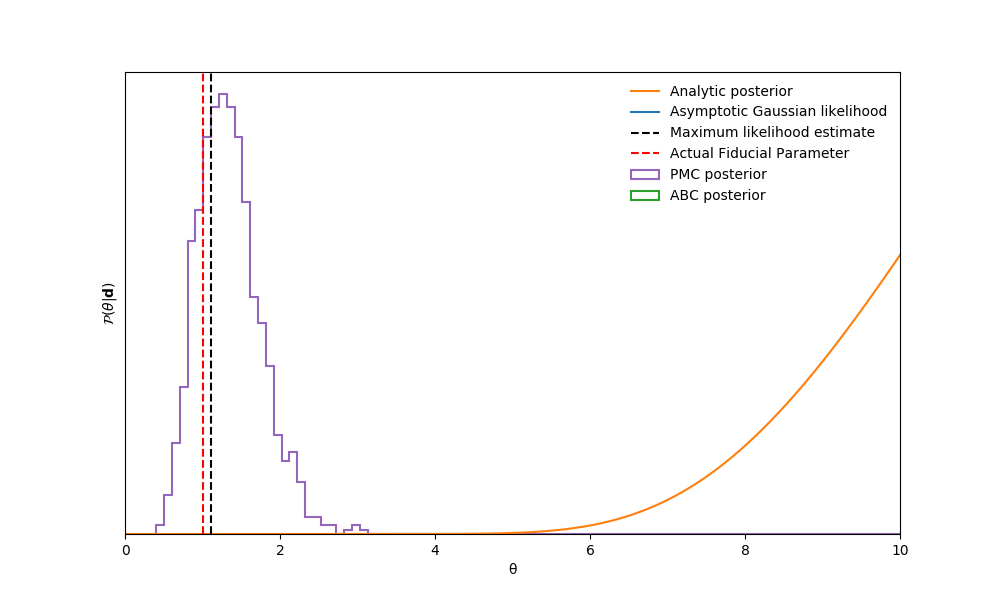 Analytic posterior
Asymptotic Gaussian likelihood
Maximum likelihood estimate
Actual Fiducial Parameter
PMC posterior
ABC posterior
𝒫(θ|𝐝)
0 2 4 6 8 10
θ